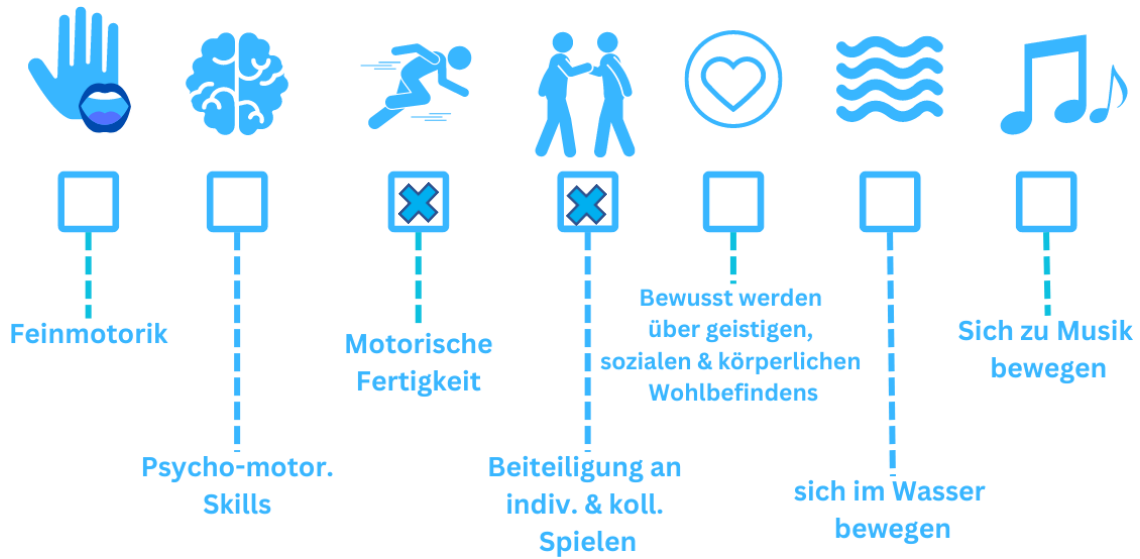 Feinmotorik
Psycho-motor.
Skills
Motorische
Fertigkeit
Beiteiligung an
indiv. & koll.
Spielen
Bewusst werden
über geistigen,
sozialen & körperlichen
Wohlbefindens
sich im Wasser
bewegen
Sich zu Musik
bewegen